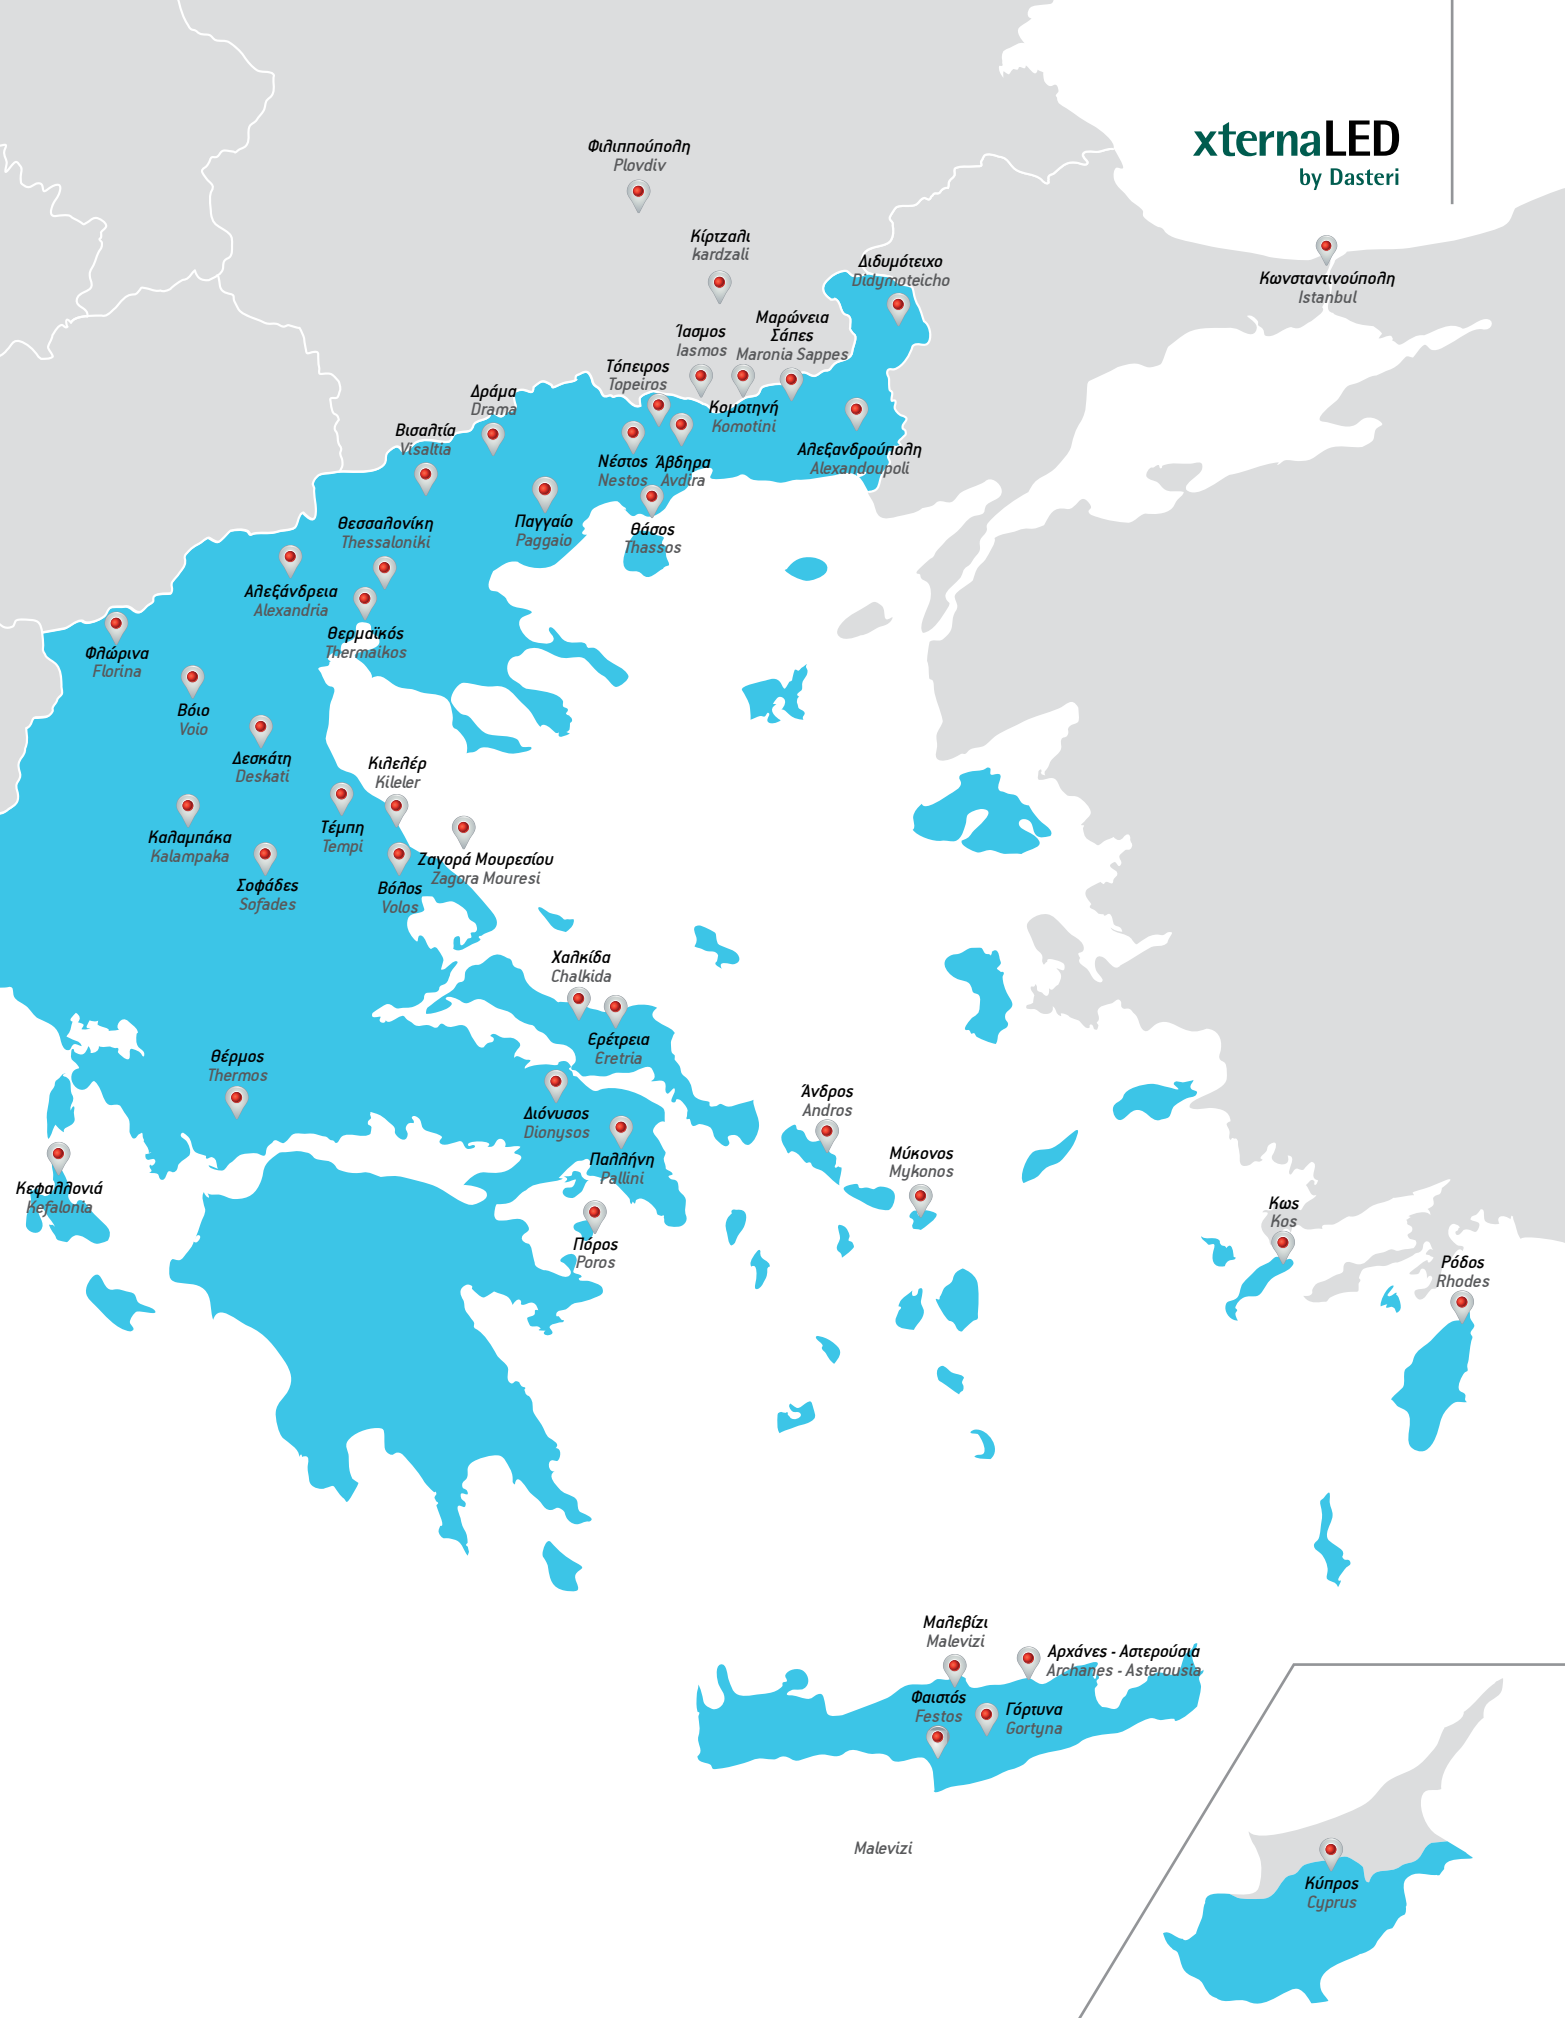 xternaLED
by Dasteri
Φιλιππούπολη
Plovdiv
Κίρτζαλι
kardzali
Διδυμότειχο
Didymoteicho
Κωνσταντινούπολη
Istanbul
Μαρώνεια
Σάπες
Maronia Sappes
Ίασμος
Iasmos
Τόπειρος
Topeiros
Δράμα
Drama
Κομοτηνή
Komotini
Βισαλτία
Visaltia
Αλεξανδρούπολη
Alexandoupoli
Νέστος
Nestos
Άβδηρα
Avdira
Παγγαίο
Paggaio
Θεσσαλονίκη
Thessaloniki
Θάσος
Thassos
Αλεξάνδρεια
Alexandria
Θερμαϊκός
Thermaikos
Φλώρινα
Florina
Βόιο
Voio
Δεσκάτη
Deskati
Κιλελέρ
Kileler
Τέμπη
Tempi
Καλαμπάκα
Kalampaka
Ζαγορά Μουρεσίου
Zagora Mouresi
Σοφάδες
Sofades
Βόλος
Volos
Χαλκίδα
Chalkida
Ερέτρεια
Eretria
Θέρμος
Thermos
Διόνυσος
Dionysos
Άνδρος
Andros
Παλλήνη
Pallini
Μύκονος
Mykonos
Κεφαλλονιά
Kefalonia
Κως
Kos
Πόρος
Poros
Ρόδος
Rhodes
Μαλεβίζι
Malevizi
Αρχάνες - Αστερούσια
Archanes - Asterousia
Φαιστός
Festos
Γόρτυνα
Gortyna
Malevizi
Κύπρος
Cyprus